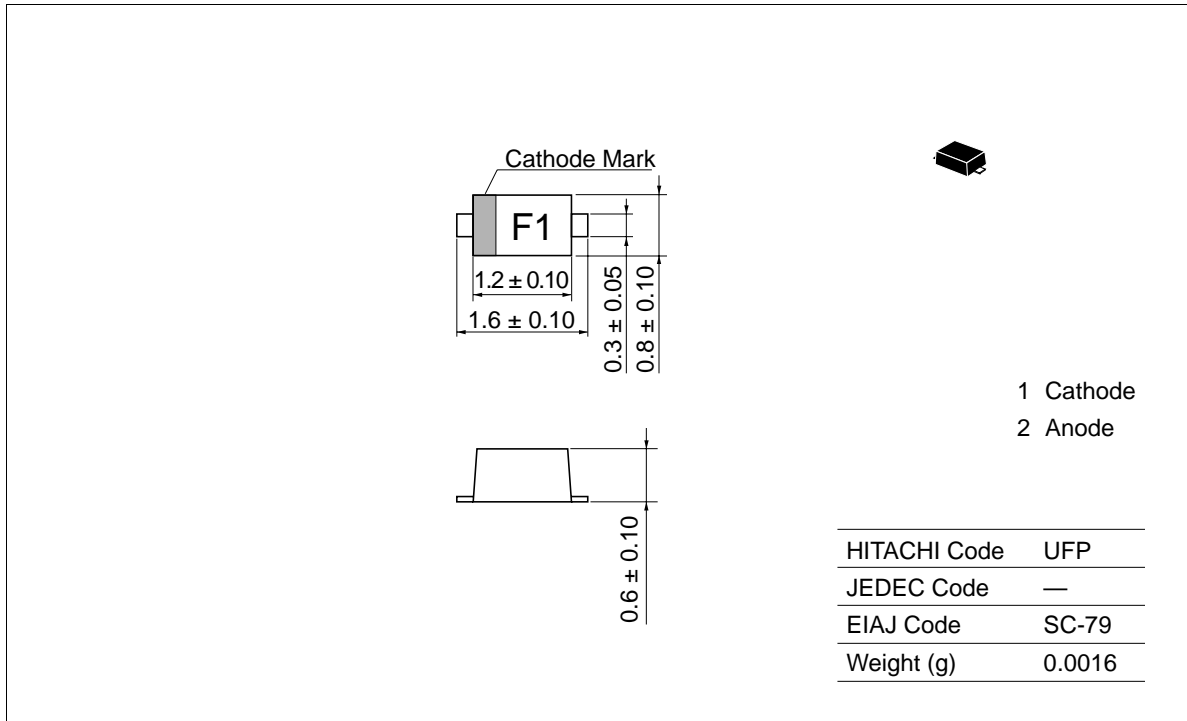 Cathode Mark
F1
1.2 ± 0.10
1.6 ± 0.10
0.3 ± 0.05
0.8 ± 0.10
1 Cathode
2 Anode
0.6 ± 0.10
HITACHI Code UFP
JEDEC Code —
EIAJ Code SC-79
Weight (g) 0.0016